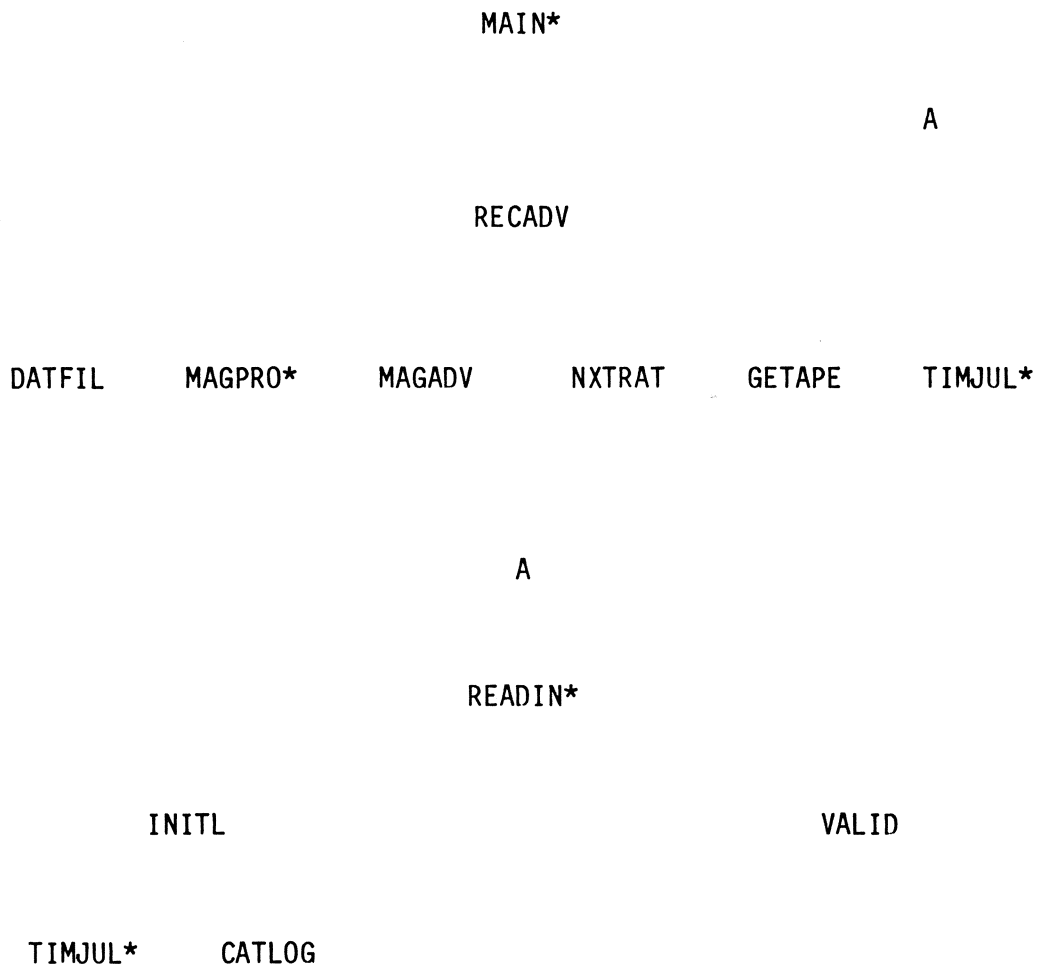 MAIN*
A
RECADV
DATFIL MAGPRO* MAGADV NXTRAT GETAPE TIMJUL*
A
READIN*
INITL VALID
TIMJUL* CATLOG